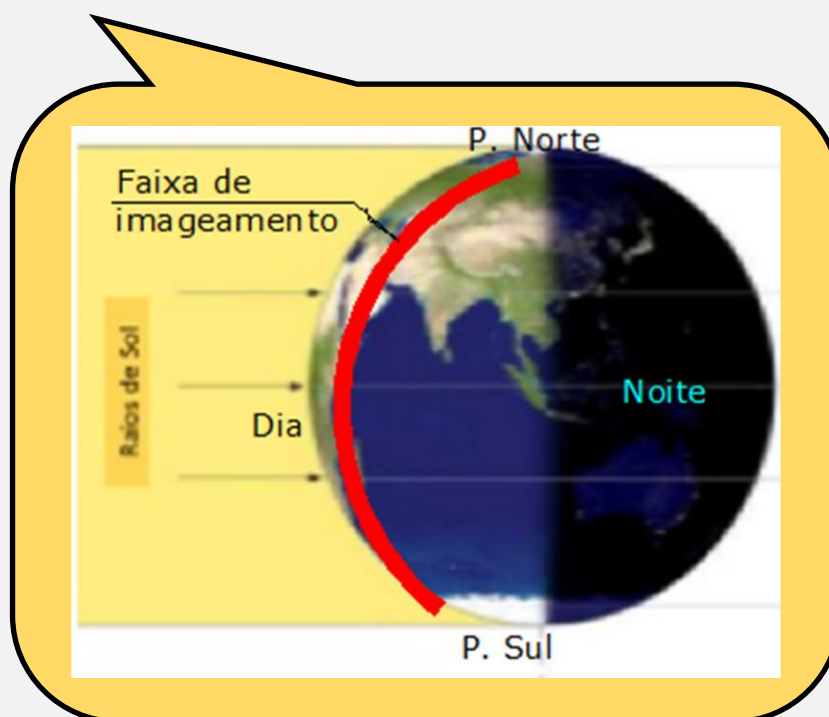 P. Norte
Faixa de
imageamento
Raios de Sol
Dia
Noite
P. Sul